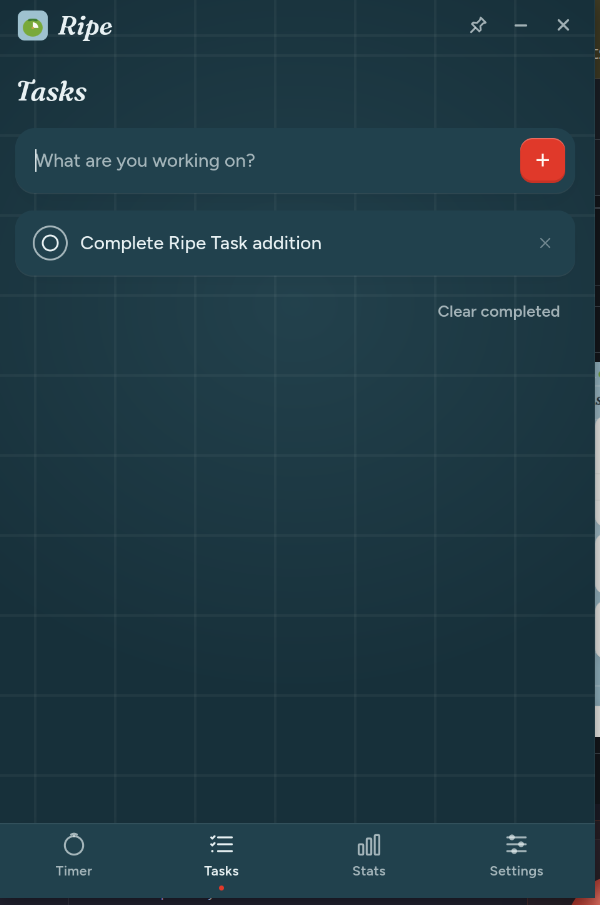 Ripe
Tasks
What are you working on?
Complete Ripe Task addition
Clear completed
Timer
Tasks
Stats
Settings